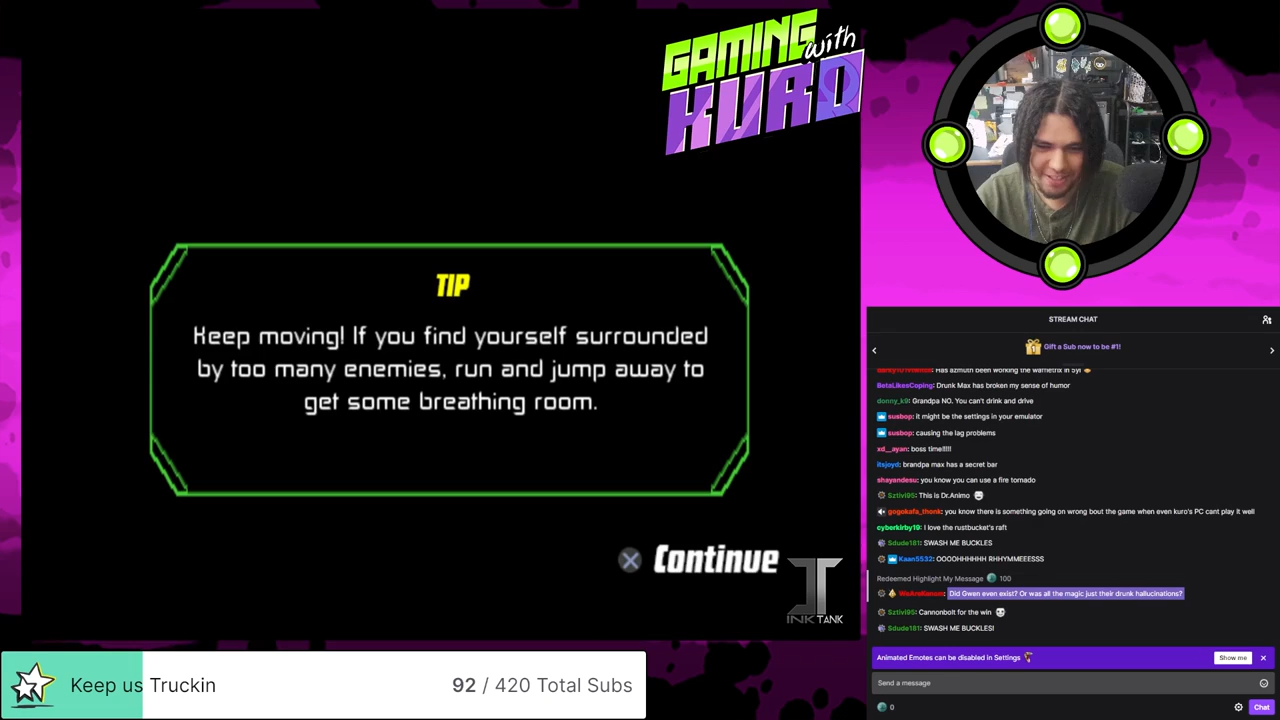 GAMING with
KURO
TIP
Keep moving! If you find yourself surrounded
by too many enemies, run and jump away to
get some breathing room.
Continue
INKTANK
Keep us Truckin
92 / 420 Total Subs
STREAM CHAT
Gift a Sub now to be #1!
Has azmuth been working the warnetrix in 5yl
BetaLikesCoping: Drunk Max has broken my sense of humor
donny_k9: Grandpa NO. You can't drink and drive
susbop: it might be the settings in your emulator
susbop: causing the lag problems
xd__ayan: boss time!!!!!
itsjoyd: brandpa max has a secret bar
shayandesu: you know you can use a fire tornado
Sztivi95: This is Dr.Animo
gogokafa_thonk: you know there is something going on wrong bout the game when even kuro's PC cant play it well
cyberkirby19: I love the rustbucket's raft
Sdude181: SWASH ME BUCKLES
Kaan5532: OOOOHHHHHH RHHYMMEEESSS
Redeemed Highlight My Message 100
WeAreVenum: Did Gwen even exist? Or was all the magic just their drunk hallucinations?
Sztivi95: Cannonbolt for the win
Sdude181: SWASH ME BUCKLES!
Animated Emotes can be disabled in Settings
Show me
Send a message
0
Chat